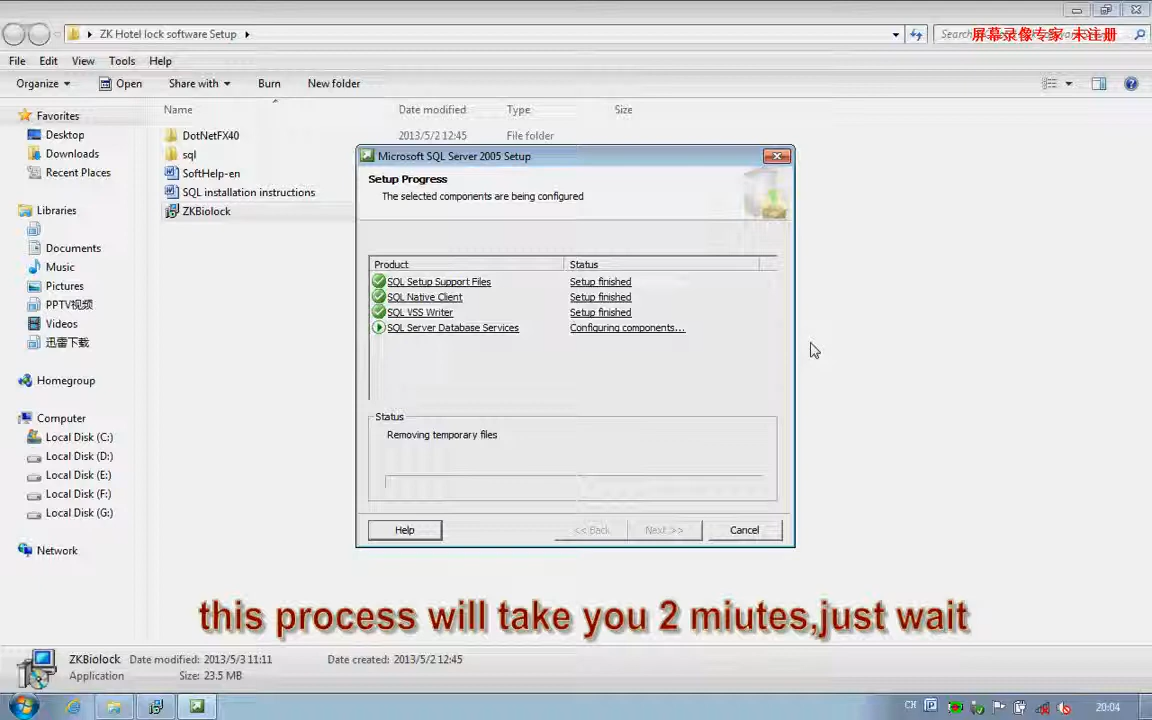 ZK Hotel lock software Setup
Search
屏幕录像专家 未注册
File Edit View Tools Help
Organize Open Share with Burn New folder
Name Date modified Type Size
Favorites
Desktop
Downloads
Recent Places
Libraries
Documents
Music
Pictures
PPTV视频
Videos
迅雷下载
Homegroup
Computer
Local Disk (C:)
Local Disk (D:)
Local Disk (E:)
Local Disk (F:)
Local Disk (G:)
Network
DotNetFX40 2013/5/2 12:45 File folder
sql
SoftHelp-en
SQL installation instructions
ZKBiolock
Microsoft SQL Server 2005 Setup
Setup Progress
The selected components are being configured
Product Status
SQL Setup Support Files Setup finished
SQL Native Client Setup finished
SQL VSS Writer Setup finished
SQL Server Database Services Configuring components...
Status
Removing temporary files
Help << Back Next >> Cancel
this process will take you 2 miutes,just wait
ZKBiolock Date modified: 2013/5/3 11:11 Date created: 2013/5/2 12:45
Application Size: 23.5 MB
CH 20:04